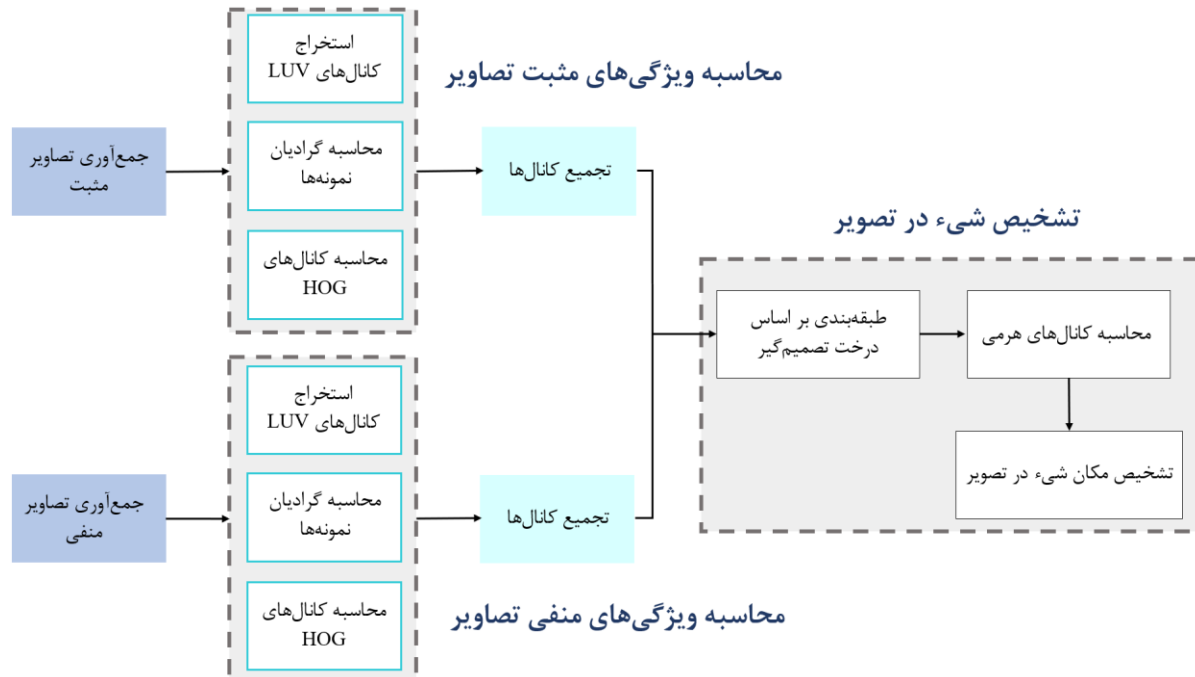 استخراج
کانال‌های LUV
محاسبه ویژگی‌های مثبت تصاویر
جمع‌آوری تصاویر
مثبت
محاسبه گرادیان
نمونه‌ها
تجمیع کانال‌ها
محاسبه کانال‌های
HOG
تشخیص شیء در تصویر
طبقه‌بندی بر اساس
درخت تصمیم‌گیر
محاسبه کانال‌های هرمی
تشخیص مکان شیء در تصویر
استخراج
کانال‌های LUV
جمع‌آوری تصاویر
منفی
محاسبه گرادیان
نمونه‌ها
تجمیع کانال‌ها
محاسبه کانال‌های
HOG
محاسبه ویژگی‌های منفی تصاویر